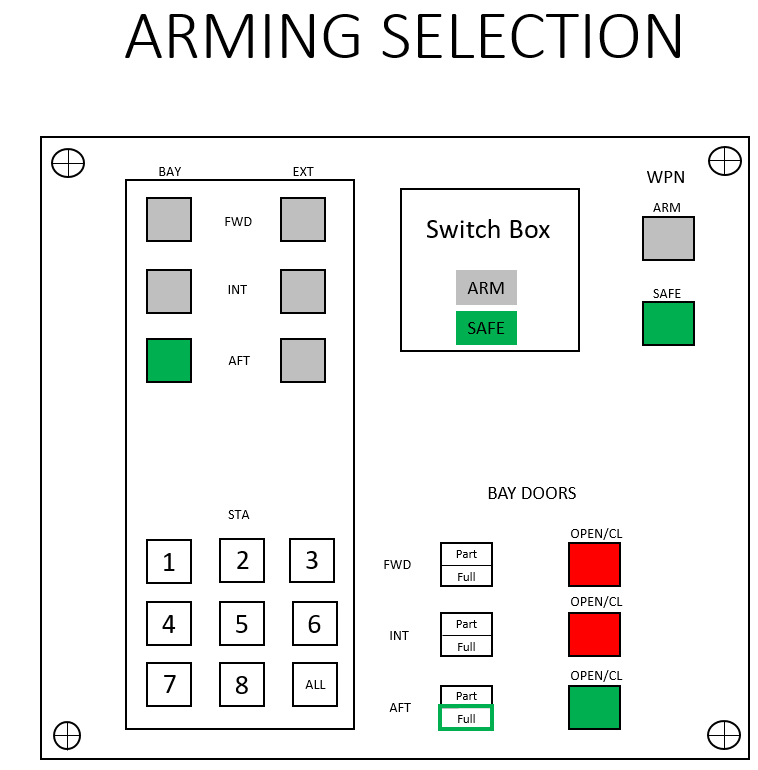 ARMING SELECTION
BAY EXT
FWD
INT
AFT
STA
1 2 3
4 5 6
7 8 ALL
Switch Box
ARM
SAFE
WPN
ARM
SAFE
BAY DOORS
OPEN/CL
FWD Part
Full
OPEN/CL
INT Part
Full
OPEN/CL
AFT Part
Full